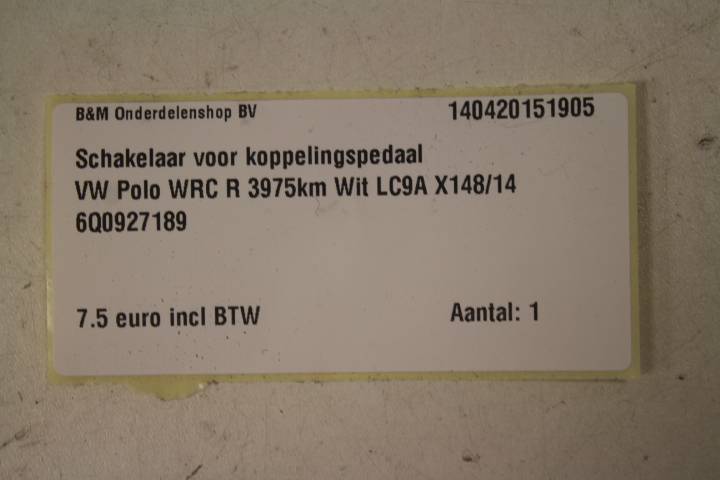 B&M Onderdelenshop BV 140420151905
Schakelaar voor koppelingspedaal
VW Polo WRC R 3975km Wit LC9A X148/14
6Q0927189
7.5 euro incl BTW Aantal: 1